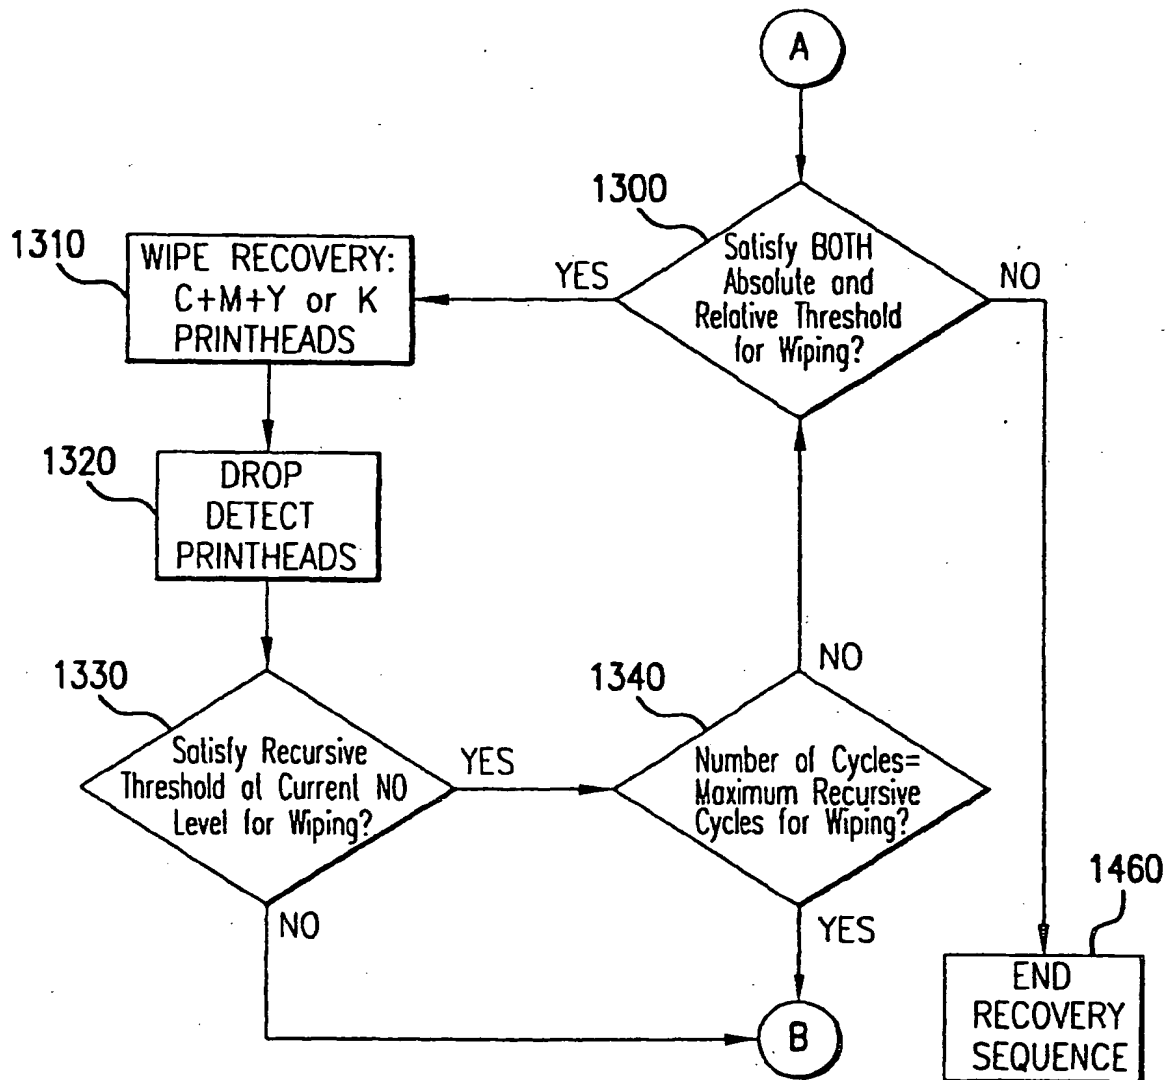 A
1300
Satisfy BOTH
Absolute and
Relative Threshold
for Wiping?
YES
NO
1310
WIPE RECOVERY:
C+M+Y or K
PRINTHEADS
1320
DROP
DETECT
PRINTHEADS
1330
Satisfy Recursive
Threshold at Current NO
Level for Wiping?
YES
NO
1340
Number of Cycles=
Maximum Recursive
Cycles for Wiping?
NO
YES
B
1460
END
RECOVERY
SEQUENCE